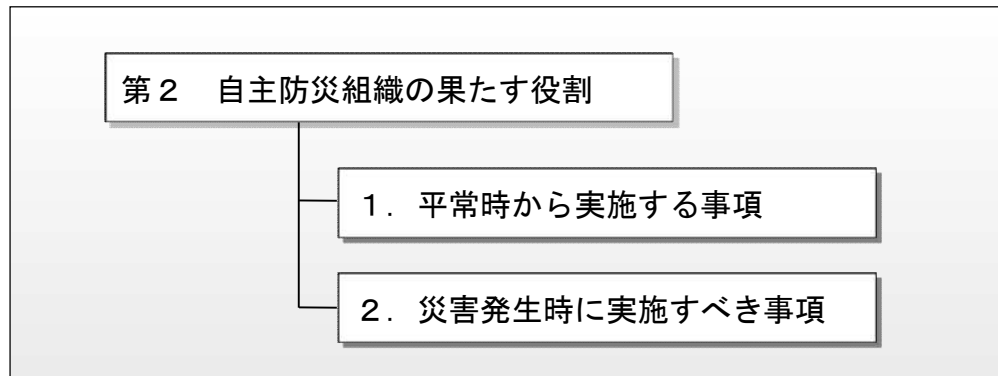 第２　自主防災組織の果たす役割
１．平常時から実施する事項
２．災害発生時に実施すべき事項